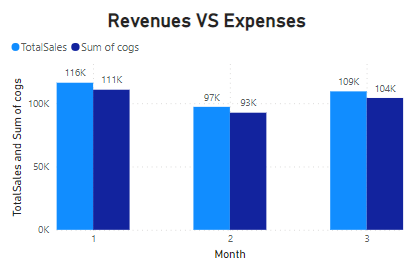 Revenues VS Expenses
TotalSales Sum of cogs
TotalSales and Sum of cogs
116K 111K 97K 93K 109K 104K
100K
50K
0K
1 2 3
Month